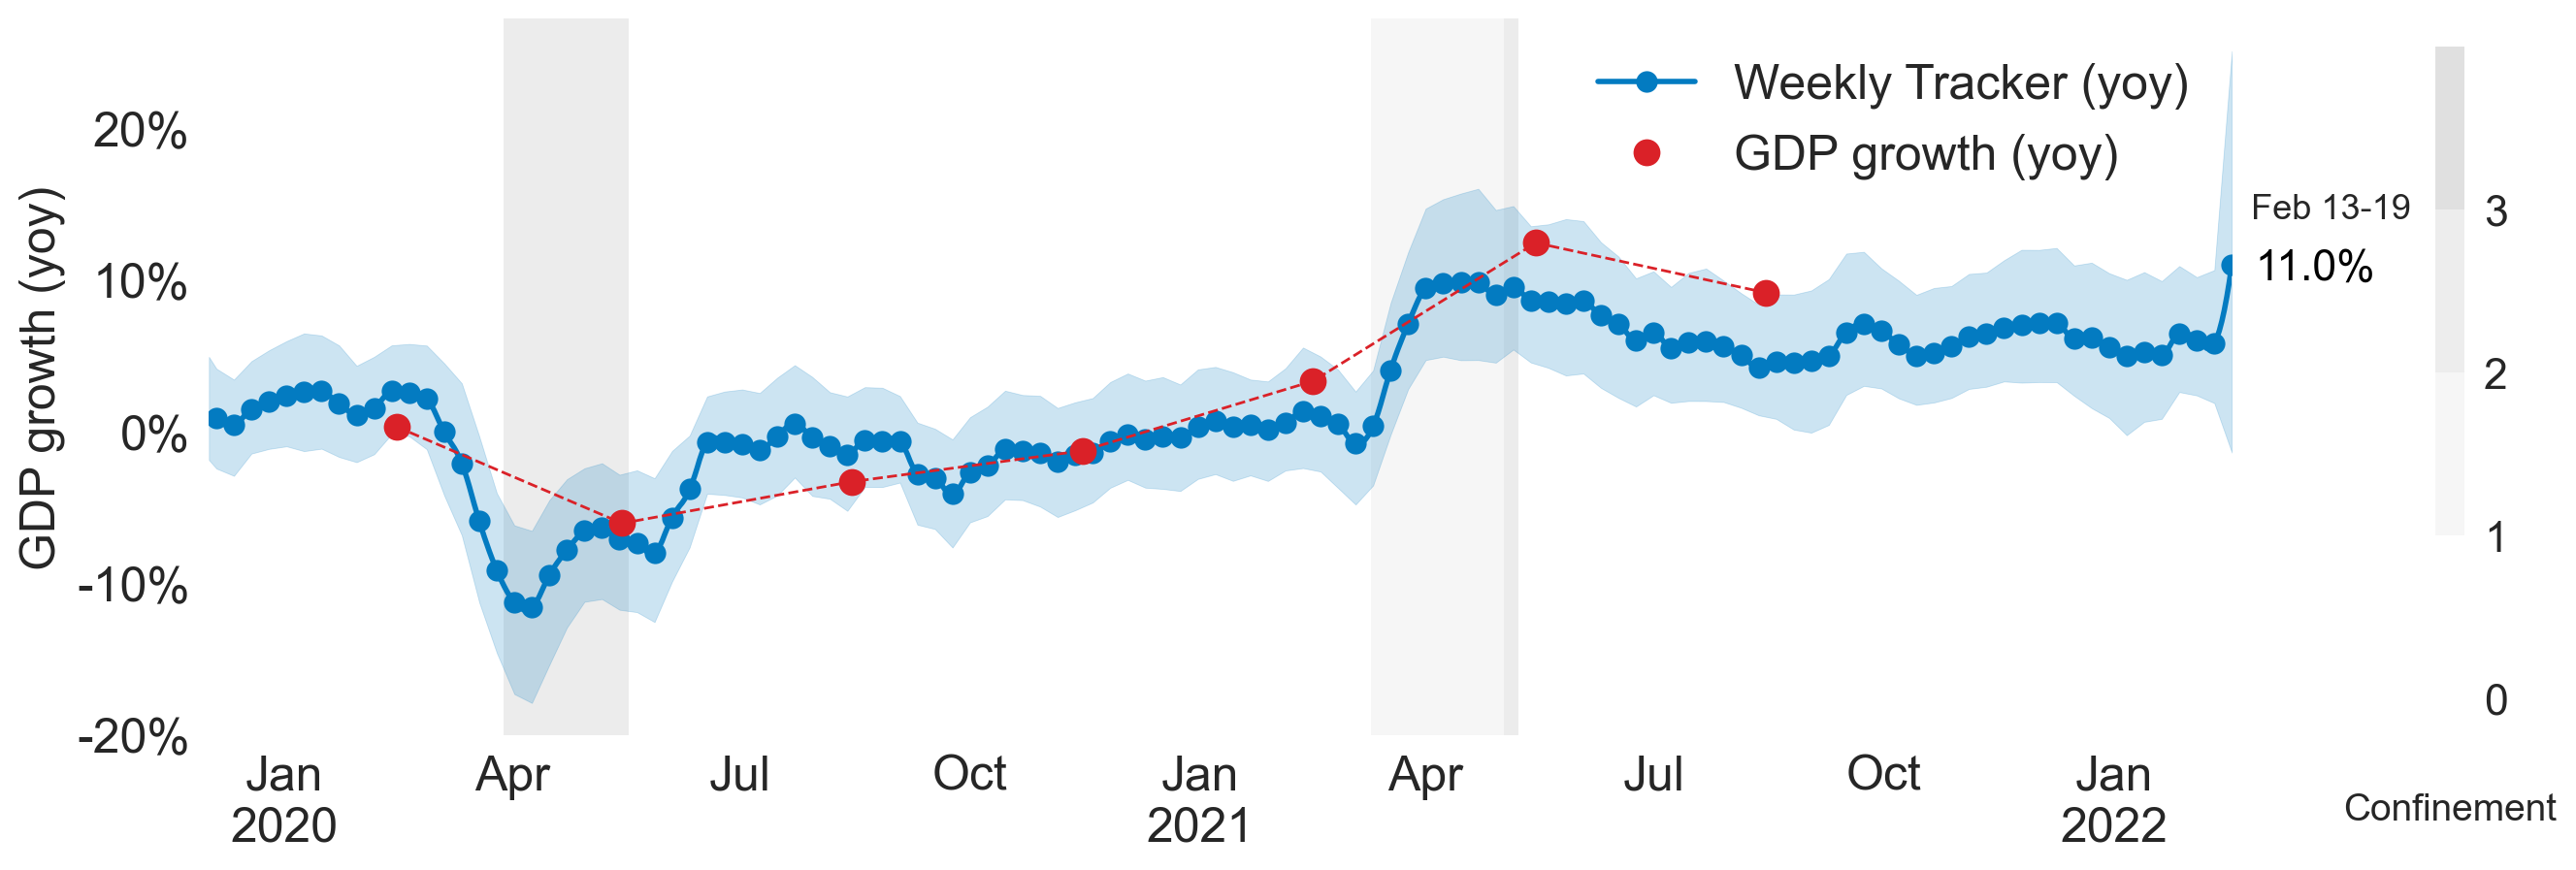 Weekly Tracker (yoy)
GDP growth (yoy)
GDP growth (yoy)
20%
10%
0%
-10%
-20%
Feb 13-19
11.0%
3
2
1
0
Jan
2020
Apr
Jul
Oct
Jan
2021
Apr
Jul
Oct
Jan
2022
Confinement